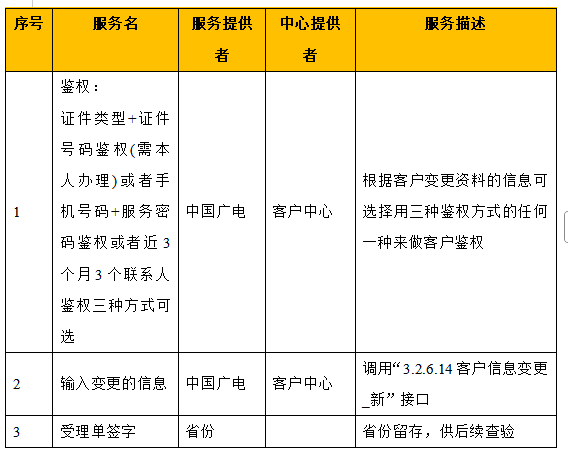 序号 服务名 服务提供者 中心提供者 服务描述
1
鉴权：
证件类型+证件
号码鉴权(需本
人办理)或者手
机号码+服务密
码鉴权或者近 3
个月 3 个联系人
鉴权三种方式可
选
中国广电
客户中心
根据客户变更资料的信息可
选择用三种鉴权方式的任何
一种来做客户鉴权
2
输入变更的信息
中国广电
客户中心
调用“3.2.6.14 客户信息变更
_新” 接口
3
受理单签字
省份
省份留存，供后续查验